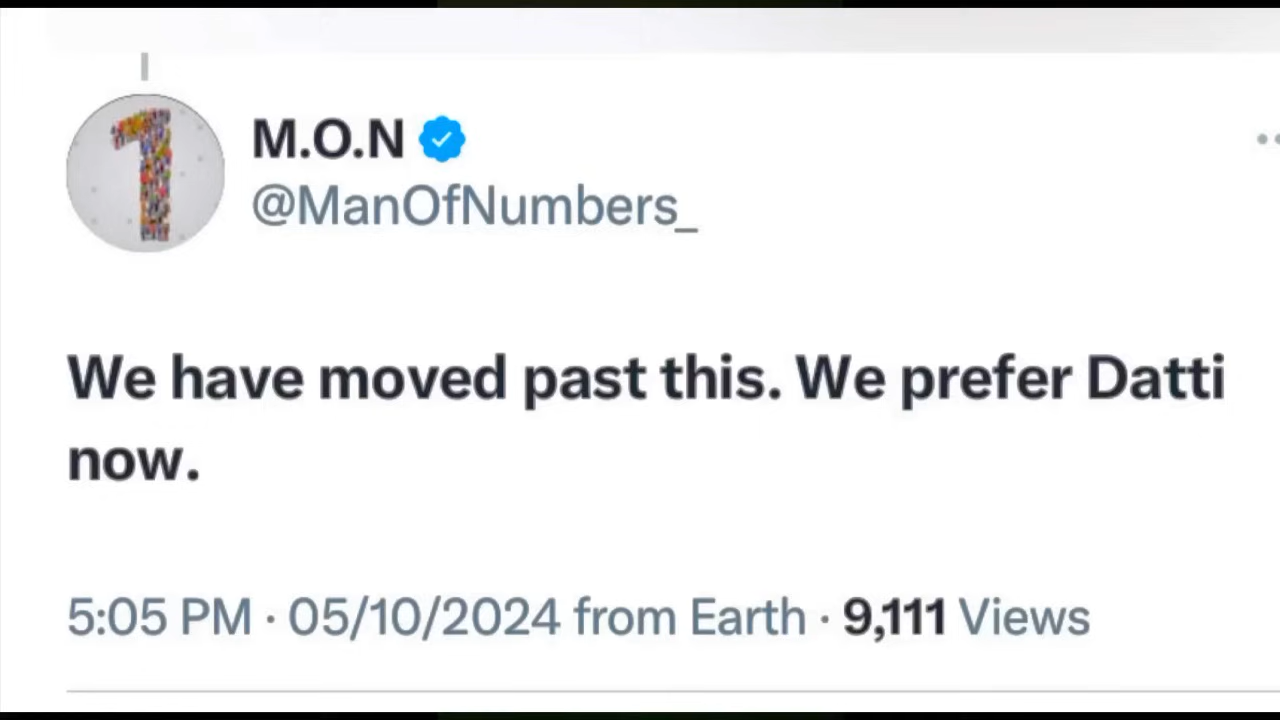 M.O.N
@ManOfNumbers_
We have moved past this. We prefer Datti
now.
5:05 PM · 05/10/2024 from Earth · 9,111 Views